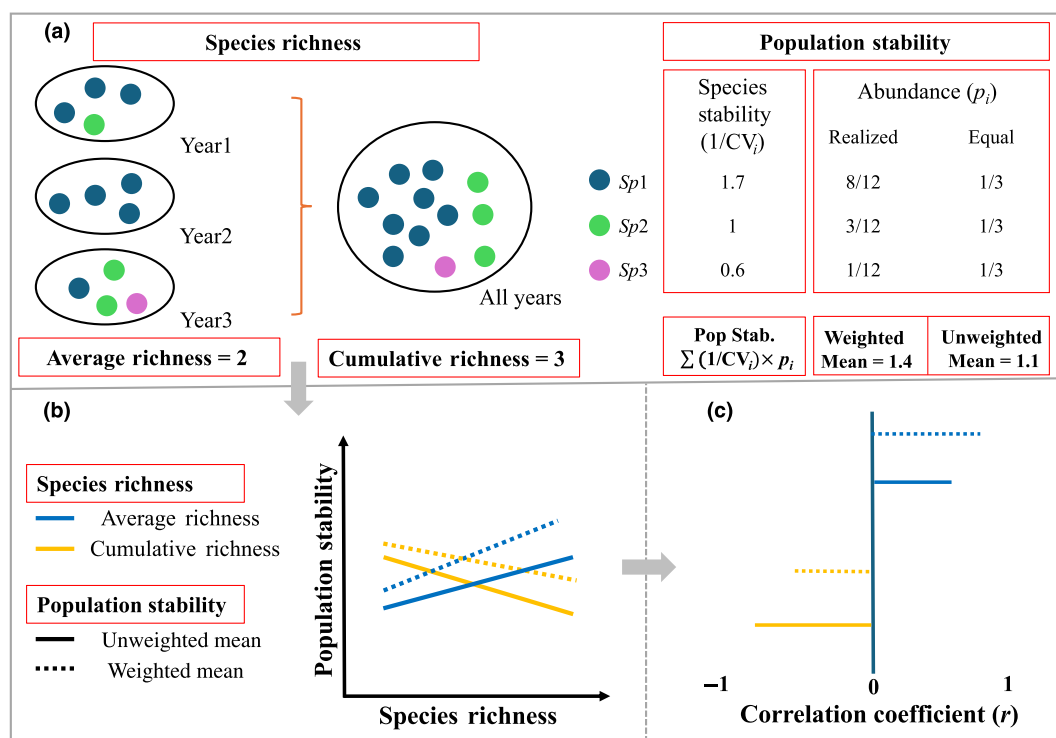 (a)
Species richness
Year1
Year2
Year3
All years
Average richness = 2
Cumulative richness = 3
Population stability
Species
stability
(1/CVi)
Abundance (pi)
Realized Equal
Sp1 1.7 8/12 1/3
Sp2 1 3/12 1/3
Sp3 0.6 1/12 1/3
Pop Stab.
∑ (1/CVi) × pi
Weighted
Mean = 1.4
Unweighted
Mean = 1.1
(b)
Species richness
Average richness
Cumulative richness
Population stability
Unweighted mean
Weighted mean
Population stability
Species richness
(c)
−1 0 1
Correlation coefficient (r)